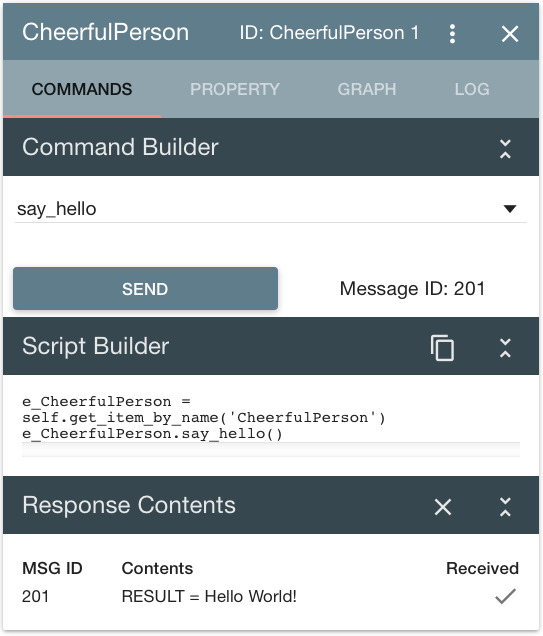 CheerfulPerson ID: CheerfulPerson 1
COMMANDS PROPERTY GRAPH LOG
Command Builder
say_hello
SEND Message ID: 201
Script Builder
e_CheerfulPerson =
self.get_item_by_name('CheerfulPerson')
e_CheerfulPerson.say_hello()
Response Contents
MSG ID Contents Received
201 RESULT = Hello World!